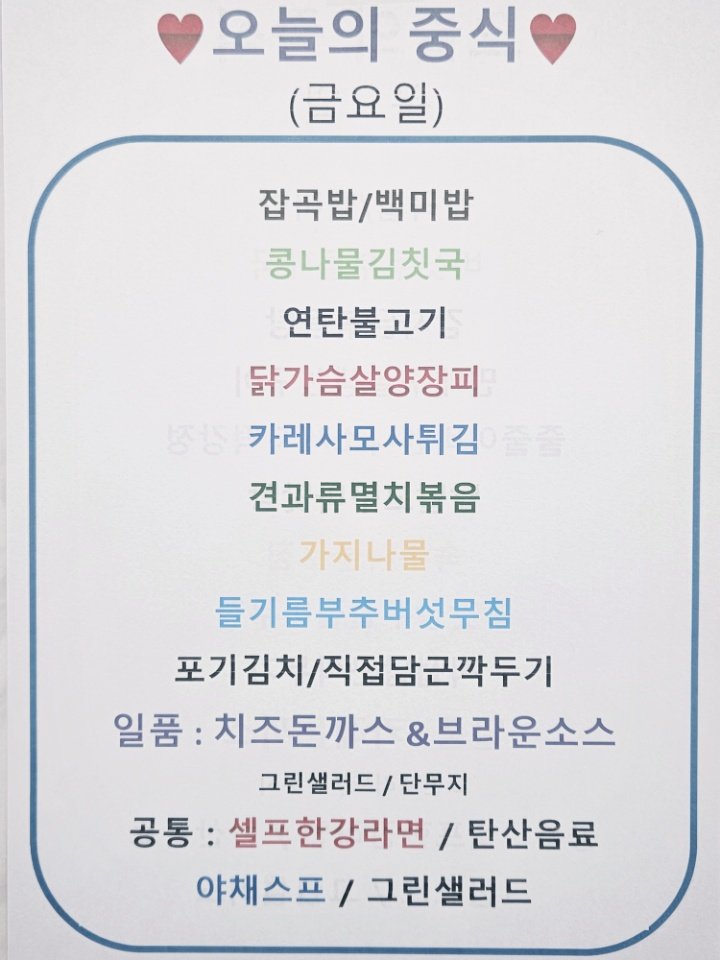 ♥오늘의 중식♥
(금요일)
잡곡밥/백미밥
콩나물김칫국
연탄불고기
닭가슴살양장피
카레사모사튀김
견과류멸치볶음
가지나물
들기름부추버섯무침
포기김치/직접담근깍두기
일품 : 치즈돈까스 &브라운소스
그린샐러드 / 단무지
공통 : 셀프한강라면 / 탄산음료
야채스프 / 그린샐러드